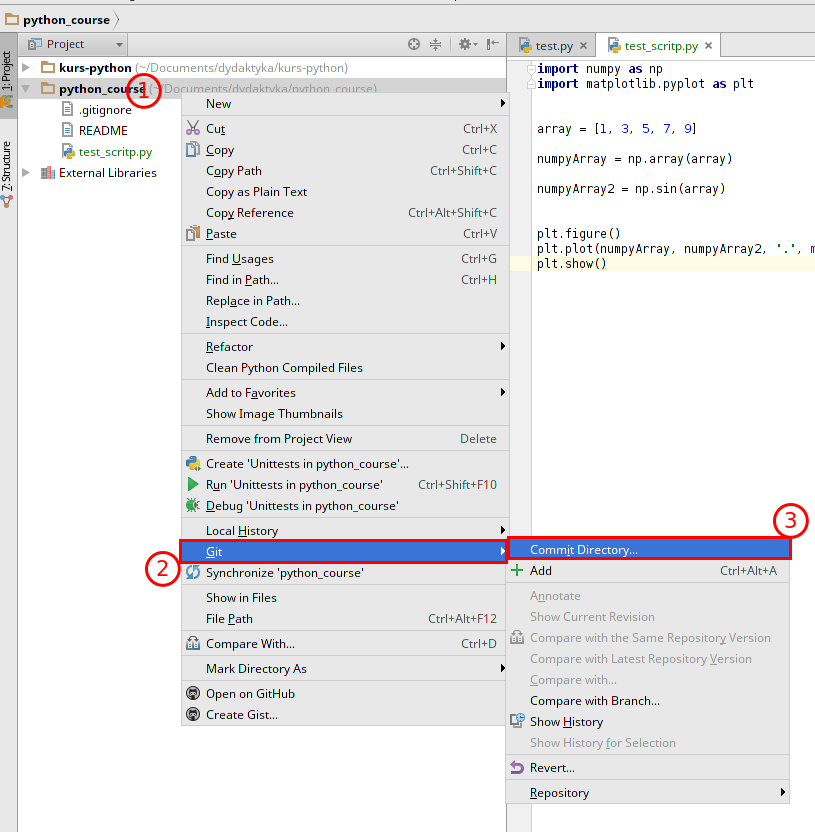 python_course
1: Project
7: Structure
Project
kurs-python (~/Documents/dydaktyka/kurs-python)
python_course (~/Documents/dydaktyka/python_course)
.gitignore
README
test_scritp.py
External Libraries
1
New
Cut Ctrl+X
Copy Ctrl+C
Copy Path Ctrl+Shift+C
Copy as Plain Text
Copy Reference Ctrl+Alt+Shift+C
Paste Ctrl+V
Find Usages Ctrl+G
Find in Path... Ctrl+H
Replace in Path...
Inspect Code...
Refactor
Clean Python Compiled Files
Add to Favorites
Show Image Thumbnails
Remove from Project View Delete
Create 'Unittests in python_course'...
Run 'Unittests in python_course' Ctrl+Shift+F10
Debug 'Unittests in python_course'
Local History
Git
2
Synchronize 'python_course'
Show in Files
File Path Ctrl+Alt+F12
Compare With... Ctrl+D
Mark Directory As
Open on GitHub
Create Gist...
test.py
test_scritp.py
import numpy as np
import matplotlib.pyplot as plt
array = [1, 3, 5, 7, 9]
numpyArray = np.array(array)
numpyArray2 = np.sin(array)
plt.figure()
plt.plot(numpyArray, numpyArray2, '.', m
plt.show()
3
Commit Directory...
Add Ctrl+Alt+A
Annotate
Show Current Revision
Compare with the Same Repository Version
Compare with Latest Repository Version
Compare with...
Compare with Branch...
Show History
Show History for Selection
Revert...
Repository